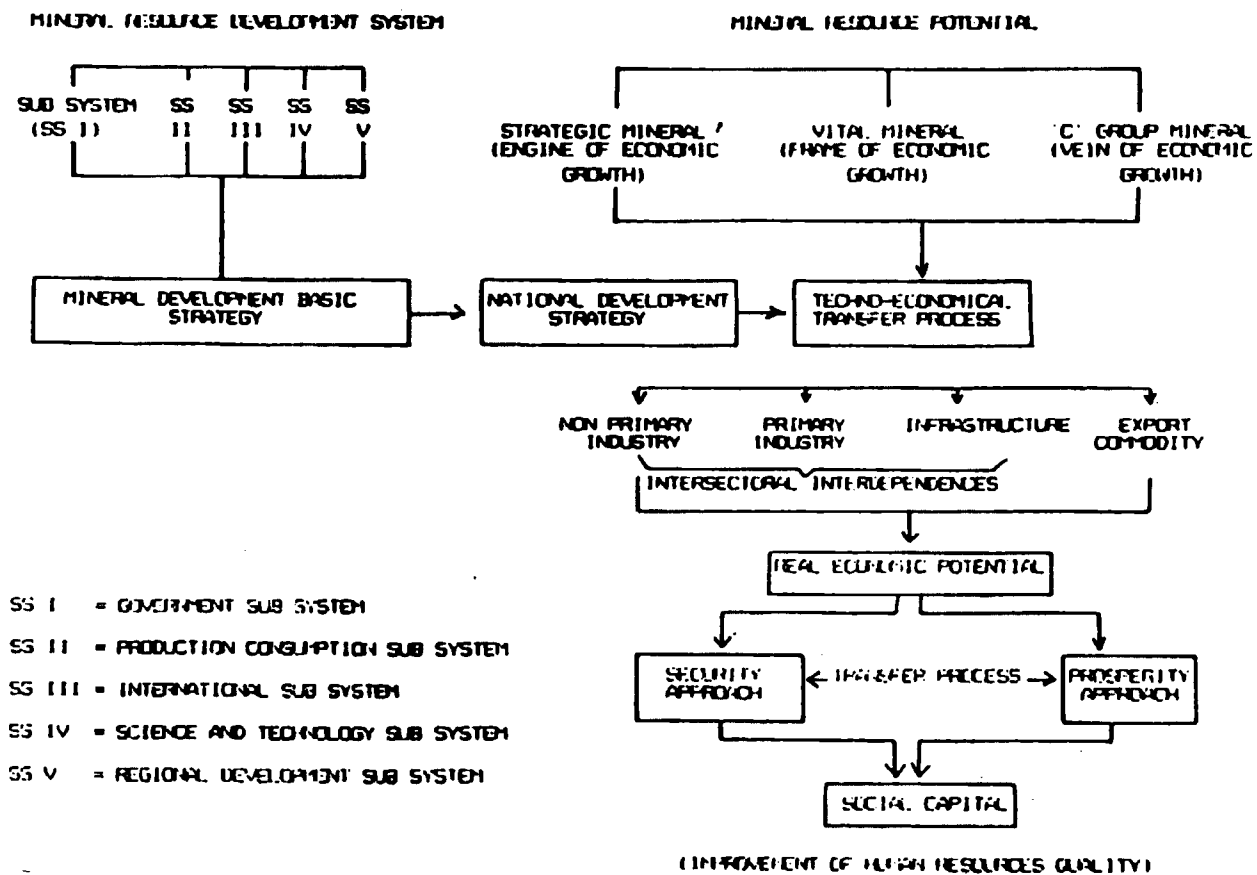 MINERAL RESOURCE DEVELOPMENT SYSTEM
MINERAL RESOURCE POTENTIAL
SUB SYSTEM
(SS I)
SS
II
SS
III
SS
IV
SS
V
STRATEGIC MINERAL
(ENGINE OF ECONOMIC
GROWTH)
VITAL MINERAL
(FRAME OF ECONOMIC
GROWTH)
'C' GROUP MINERAL
(VEIN OF ECONOMIC
GROWTH)
MINERAL DEVELOPMENT BASIC
STRATEGY
NATIONAL DEVELOPMENT
STRATEGY
TECHNO-ECONOMICAL
TRANSFER PROCESS
NON PRIMARY
INDUSTRY
PRIMARY
INDUSTRY
INFRASTRUCTURE
EXPORT
COMMODITY
INTERSECTORAL INTERDEPENDENCES
REAL ECONOMIC POTENTIAL
SECURITY
APPROACH
TRANSFER PROCESS
PROSPERITY
APPROACH
SOCIAL CAPITAL
(IMPROVEMENT OF HUMAN RESOURCES QUALITY)
SS I = GOVERNMENT SUB SYSTEM
SS II = PRODUCTION CONSUMPTION SUB SYSTEM
SS III = INTERNATIONAL SUB SYSTEM
SS IV = SCIENCE AND TECHNOLOGY SUB SYSTEM
SS V = REGIONAL DEVELOPMENT SUB SYSTEM